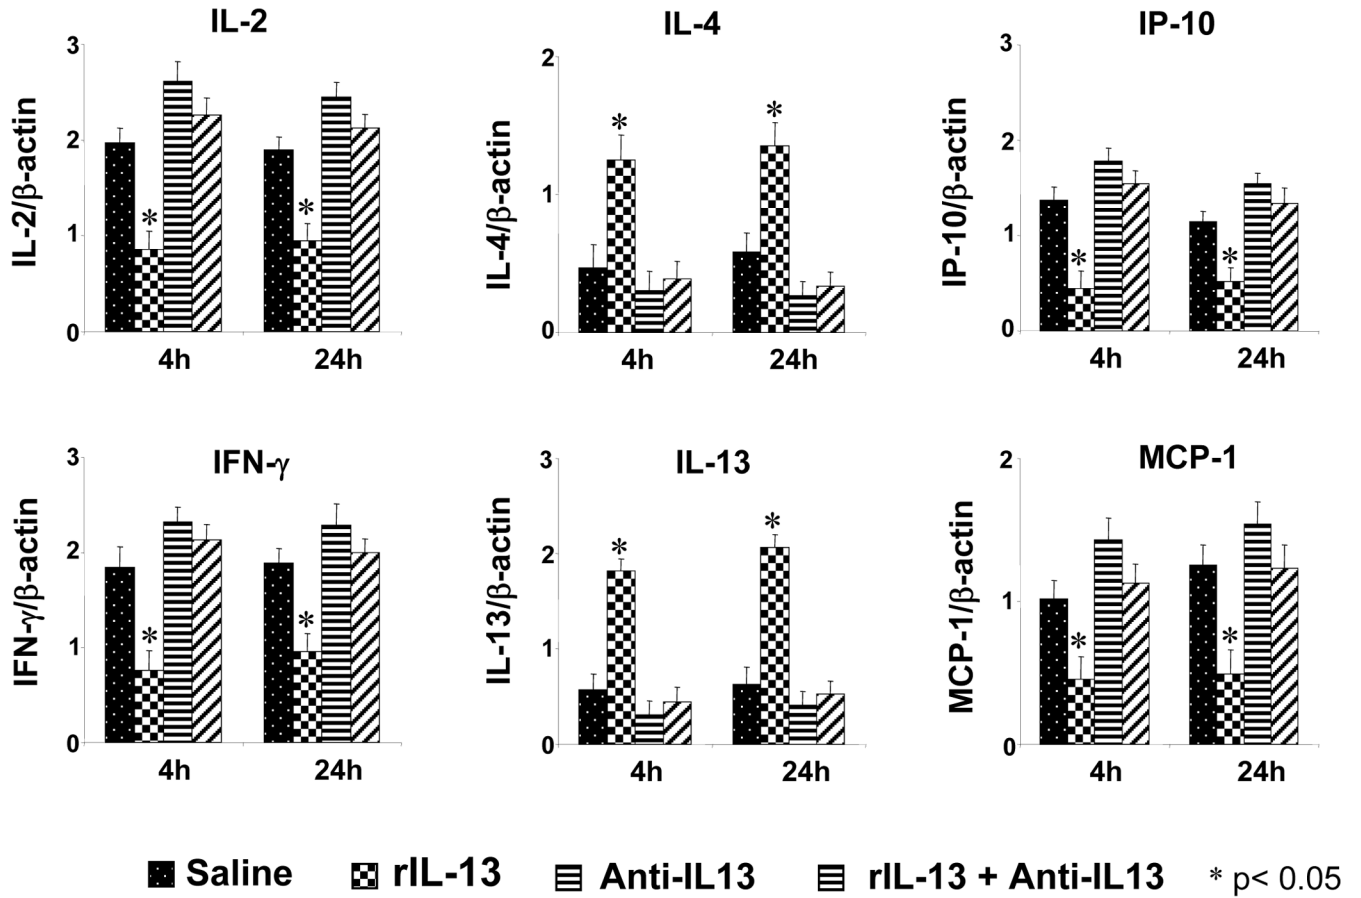 IL-2
IL-2/β-actin
3
2
1
0
4h
24h
IL-4
IL-4/β-actin
2
1
0
4h
24h
IP-10
IP-10/β-actin
3
2
1
0
4h
24h
IFN-γ
IFN-γ/β-actin
3
2
1
0
4h
24h
IL-13
IL-13/β-actin
3
2
1
0
4h
24h
MCP-1
MCP-1/β-actin
2
1
0
4h
24h
Saline rIL-13 Anti-IL13 rIL-13 + Anti-IL13 * p< 0.05